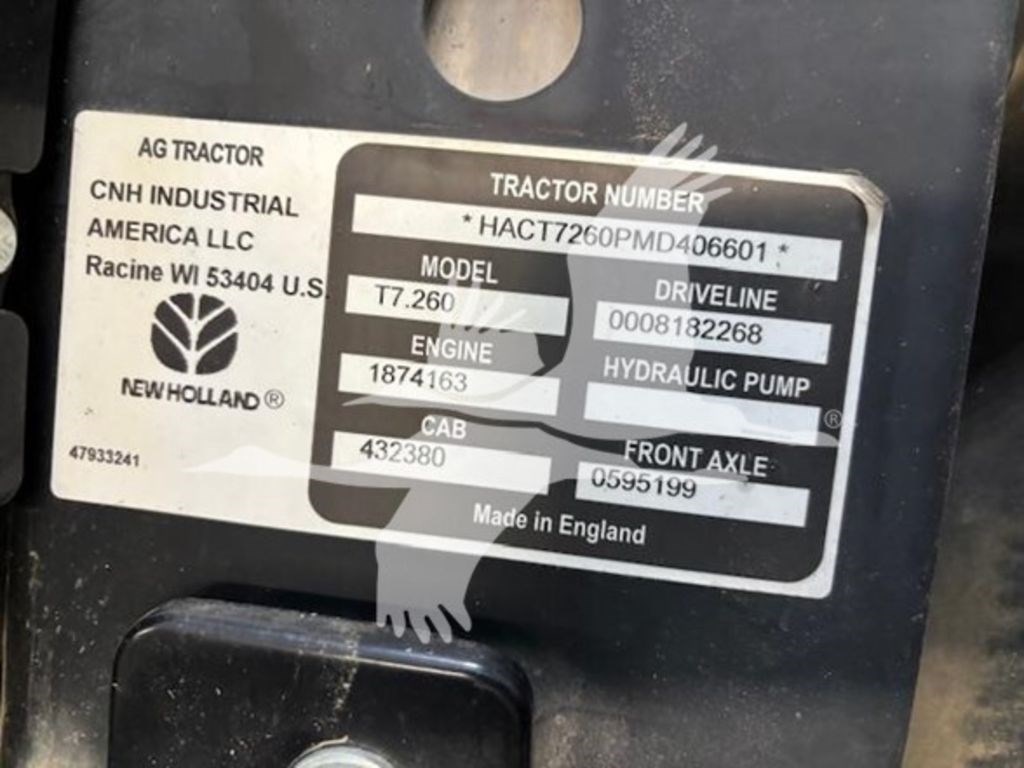 AG TRACTOR
CNH INDUSTRIAL
AMERICA LLC
Racine WI 53404 U.S.
NEW HOLLAND®
47933241
TRACTOR NUMBER
* HACT7260PMD406601 *
MODEL
T7.260
DRIVELINE
0008182268
ENGINE
1874163
HYDRAULIC PUMP
®
CAB
432380
FRONT AXLE
0595199
Made in England